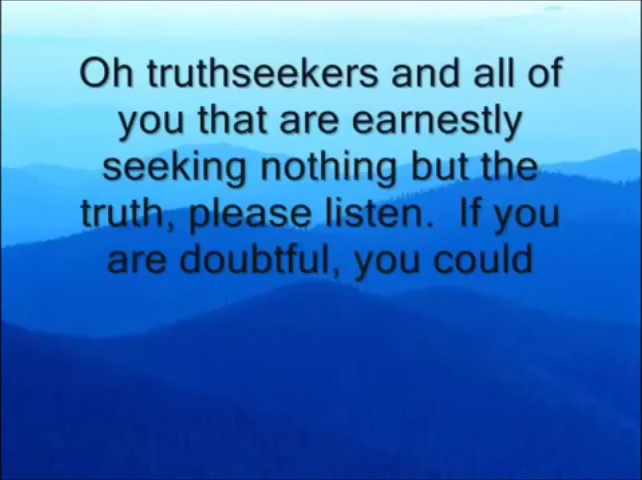 Oh truthseekers and all of
you that are earnestly
seeking nothing but the
truth, please listen.  If you
are doubtful, you could